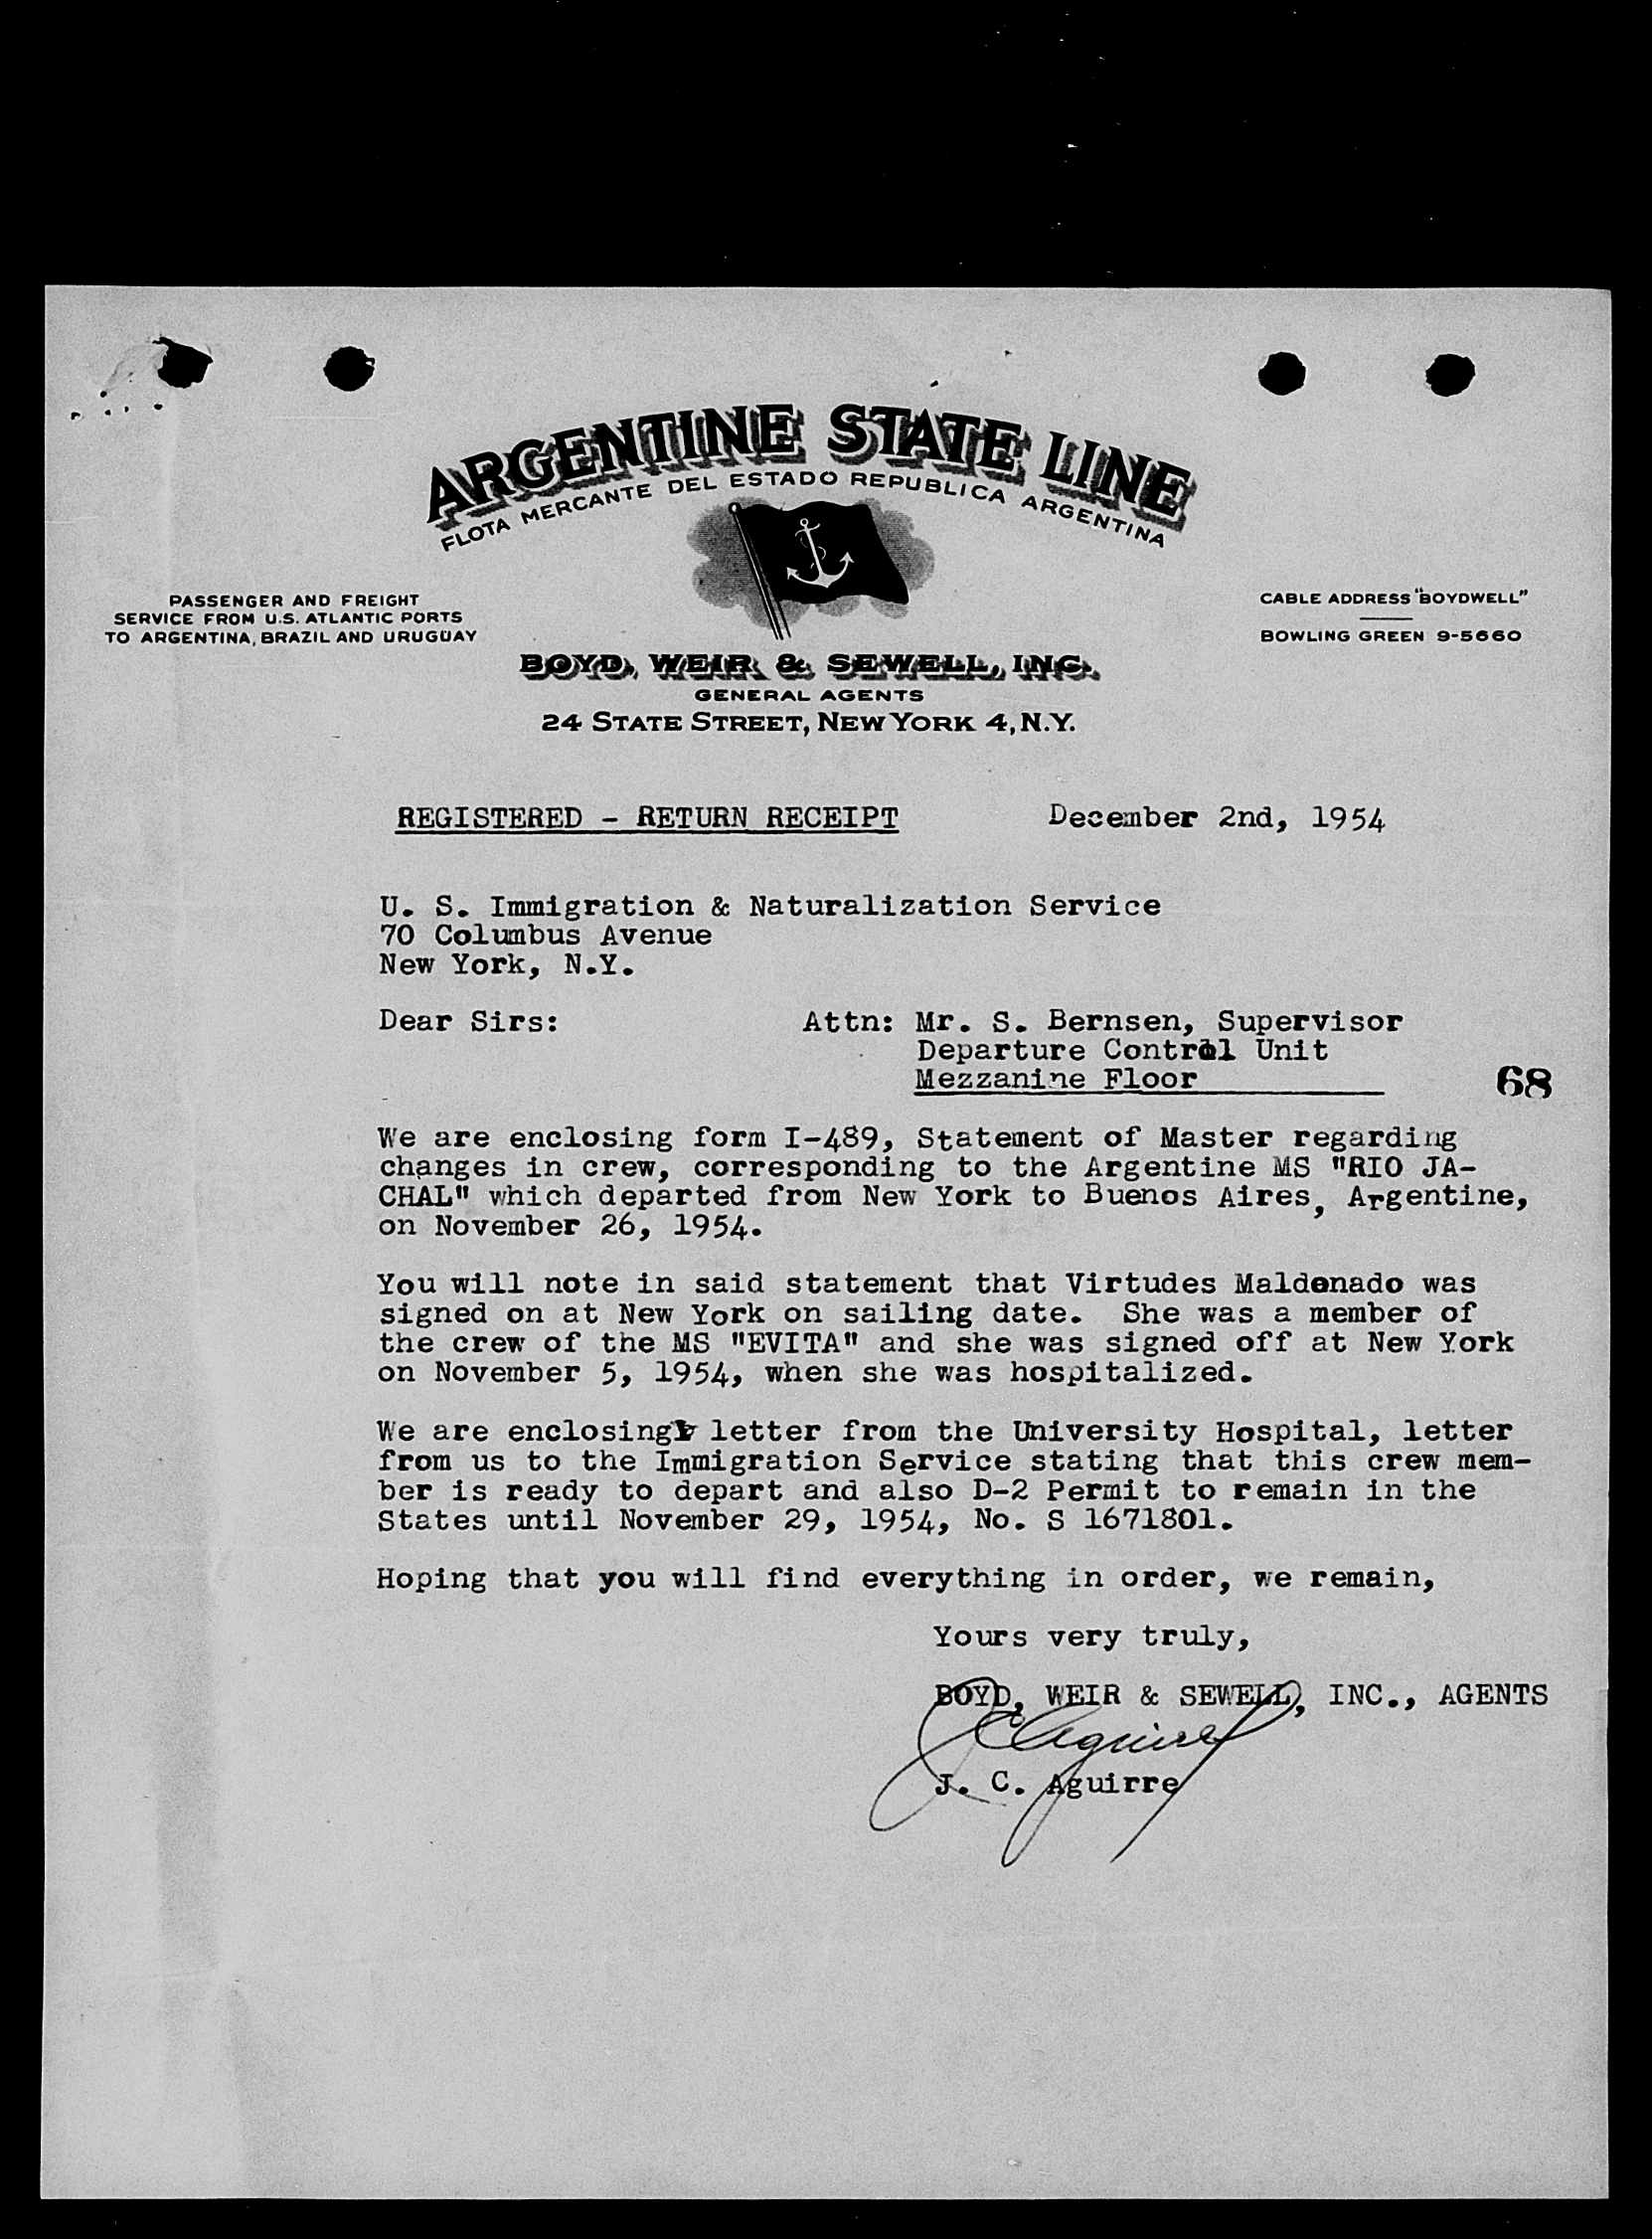 ARGENTINE STATE LINE
FLOTA MERCANTE DEL ESTADO REPUBLICA ARGENTINA
PASSENGER AND FREIGHT
SERVICE FROM U.S. ATLANTIC PORTS
TO ARGENTINA, BRAZIL AND URUGUAY
CABLE ADDRESS "BOYDWELL"
BOWLING GREEN 9-5660
BOYD, WEIR & SEWELL, INC.
GENERAL AGENTS
24 STATE STREET, NEW YORK 4, N.Y.
REGISTERED - RETURN RECEIPT December 2nd, 1954
U. S. Immigration & Naturalization Service
70 Columbus Avenue
New York, N.Y.
Dear Sirs: Attn: Mr. S. Bernsen, Supervisor
Departure Control Unit
Mezzanine Floor
68
We are enclosing form I-489, Statement of Master regarding
changes in crew, corresponding to the Argentine MS "RIO JA-
CHAL" which departed from New York to Buenos Aires, Argentine,
on November 26, 1954.
You will note in said statement that Virtudes Maldonado was
signed on at New York on sailing date. She was a member of
the crew of the MS "EVITA" and she was signed off at New York
on November 5, 1954, when she was hospitalized.
We are enclosing letter from the University Hospital, letter
from us to the Immigration Service stating that this crew mem-
ber is ready to depart and also D-2 Permit to remain in the
States until November 29, 1954, No. S 1671801.
Hoping that you will find everything in order, we remain,
Yours very truly,
BOYD, WEIR & SEWELL, INC., AGENTS
JC Aguirre
J. C. Aguirre